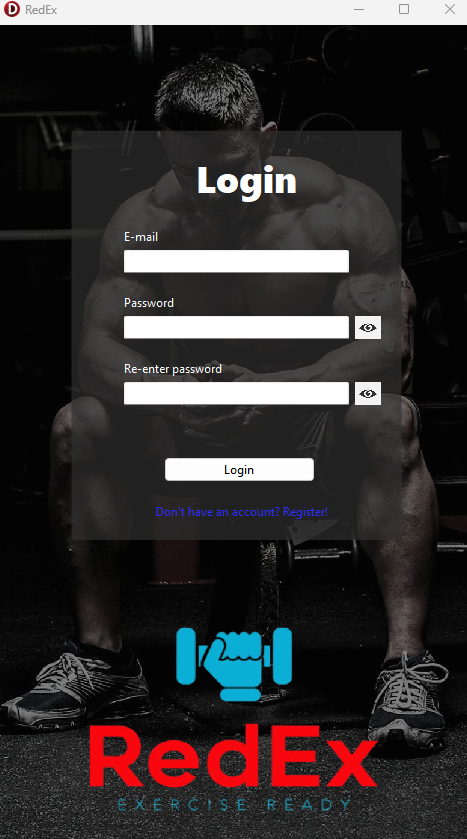 RedEx
Login
E-mail
Password
Re-enter password
Login
Don't have an account? Register!
RedEx
EXERCISE READY